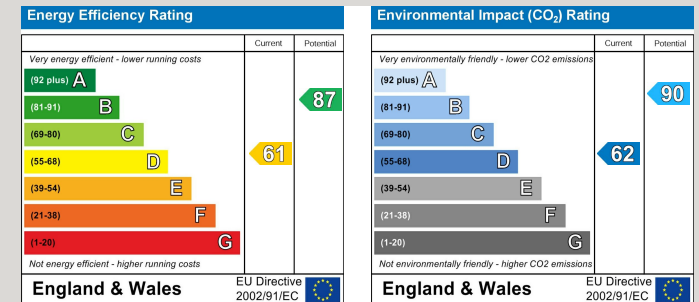 Energy Efficiency Rating
Current Potential
Very energy efficient - lower running costs
(92 plus) A
(81-91) B
87
(69-80) C
(55-68) D
61
(39-54) E
(21-38) F
(1-20) G
Not energy efficient - higher running costs
England & Wales
EU Directive
2002/91/EC
Environmental Impact (CO₂) Rating
Current Potential
Very environmentally friendly - lower CO2 emissions
(92 plus) A
90
(81-91) B
(69-80) C
(55-68) D
62
(39-54) E
(21-38) F
(1-20) G
Not environmentally friendly - higher CO2 emissions
England & Wales
EU Directive
2002/91/EC